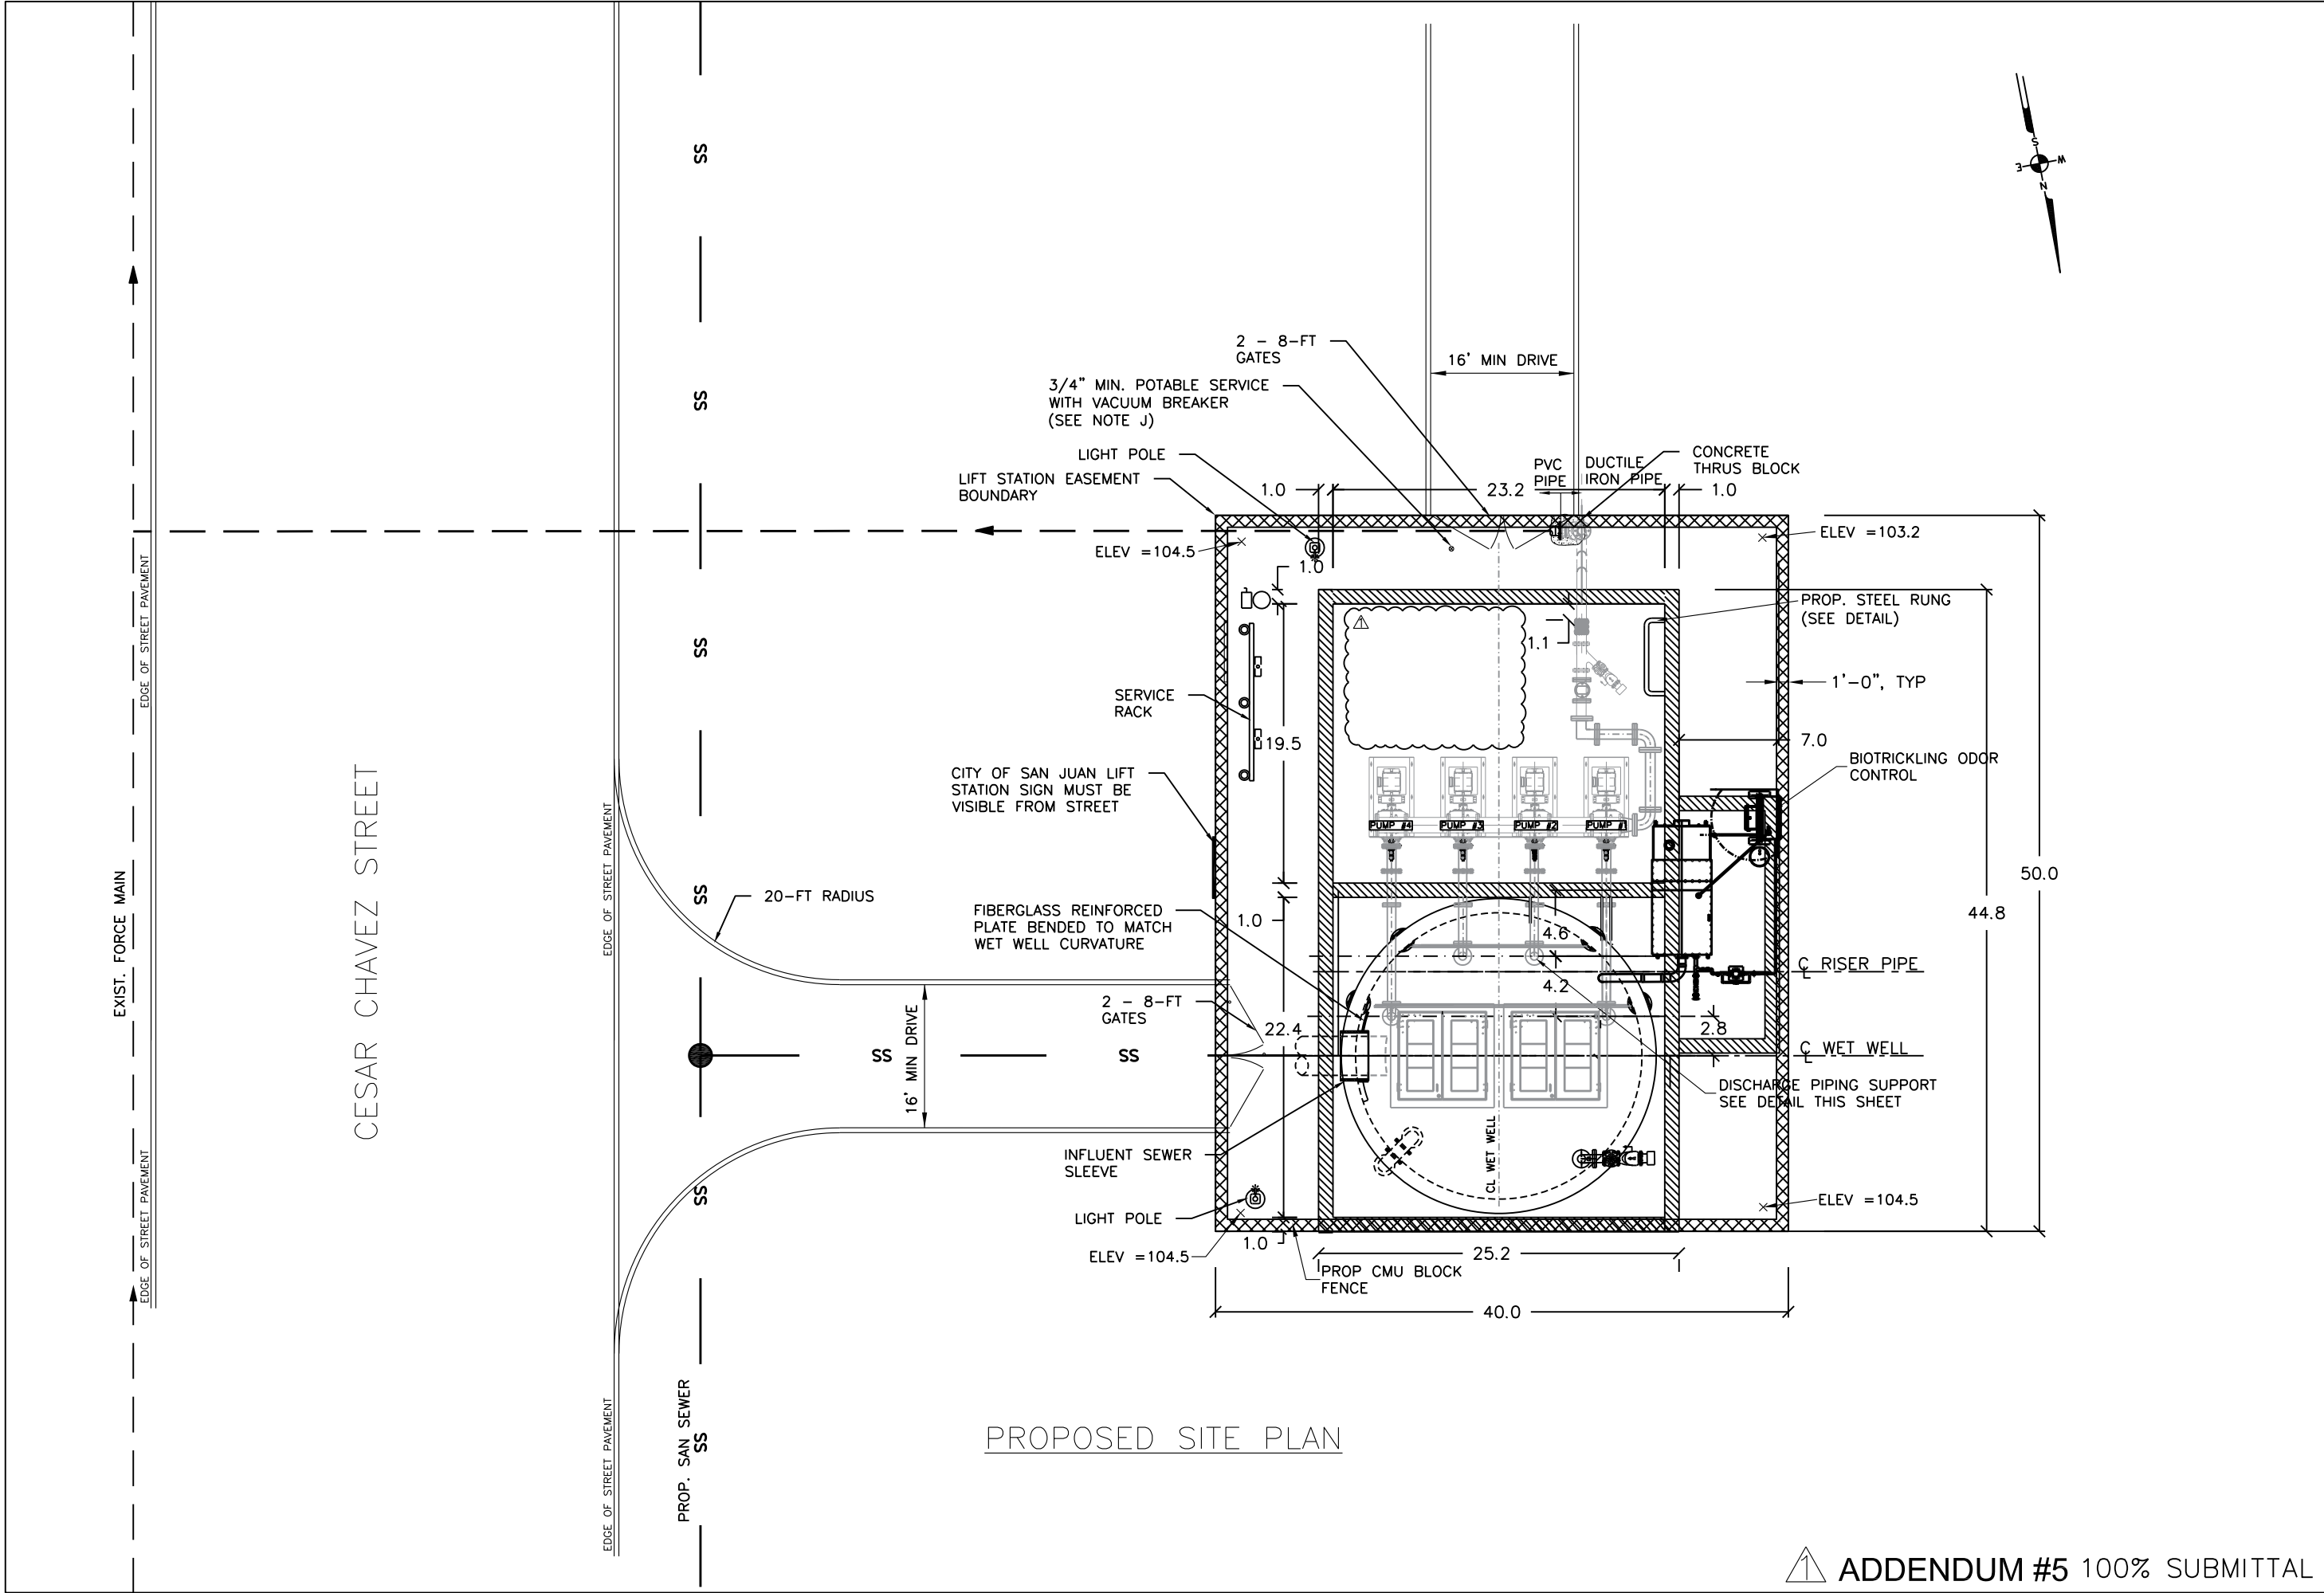 S
E
W
N
SS
SS
SS
SS
SS
SS
SS
SS
EXIST. FORCE MAIN
EDGE OF STREET PAVEMENT
EDGE OF STREET PAVEMENT
CESAR CHAVEZ STREET
EDGE OF STREET PAVEMENT
EDGE OF STREET PAVEMENT
PROP. SAN SEWER
20-FT RADIUS
16' MIN DRIVE
2 - 8-FT
GATES
16' MIN DRIVE
3/4" MIN. POTABLE SERVICE
WITH VACUUM BREAKER
(SEE NOTE J)
LIGHT POLE
LIFT STATION EASEMENT
BOUNDARY
PVC
PIPE
DUCTILE
IRON PIPE
CONCRETE
THRUS BLOCK
1.0
23.2
1.0
ELEV =104.5
ELEV =103.2
1.0
1
1.1
PROP. STEEL RUNG
(SEE DETAIL)
1'-0", TYP
SERVICE
RACK
19.5
7.0
BIOTRICKLING ODOR
CONTROL
CITY OF SAN JUAN LIFT
STATION SIGN MUST BE
VISIBLE FROM STREET
PUMP #4
PUMP #3
PUMP #2
PUMP #1
50.0
44.8
FIBERGLASS REINFORCED
PLATE BENDED TO MATCH
WET WELL CURVATURE
1.0
4.6
4.2
CL RISER PIPE
2 - 8-FT
GATES
22.4
2.8
CL WET WELL
DISCHARGE PIPING SUPPORT
SEE DETAIL THIS SHEET
CL WET WELL
INFLUENT SEWER
SLEEVE
LIGHT POLE
ELEV =104.5
ELEV =104.5
1.0
25.2
PROP CMU BLOCK
FENCE
40.0
PROPOSED SITE PLAN
1 ADDENDUM #5 100% SUBMITTAL